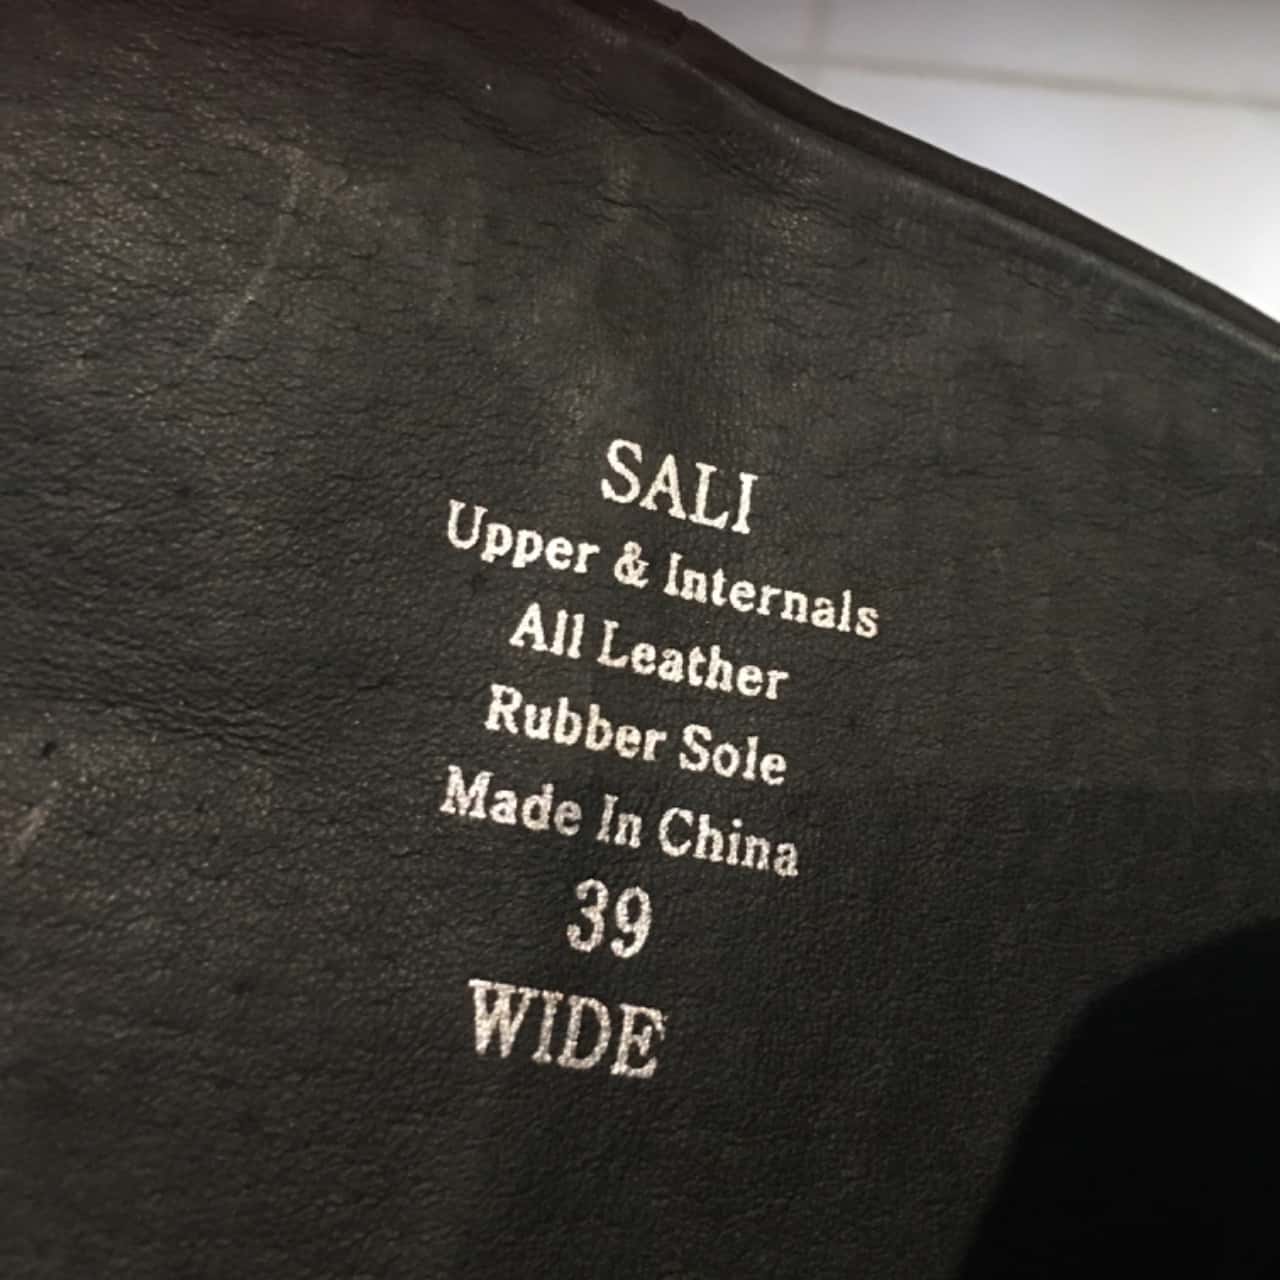 SALI
Upper & Internals
All Leather
Rubber Sole
Made In China
39
WIDE